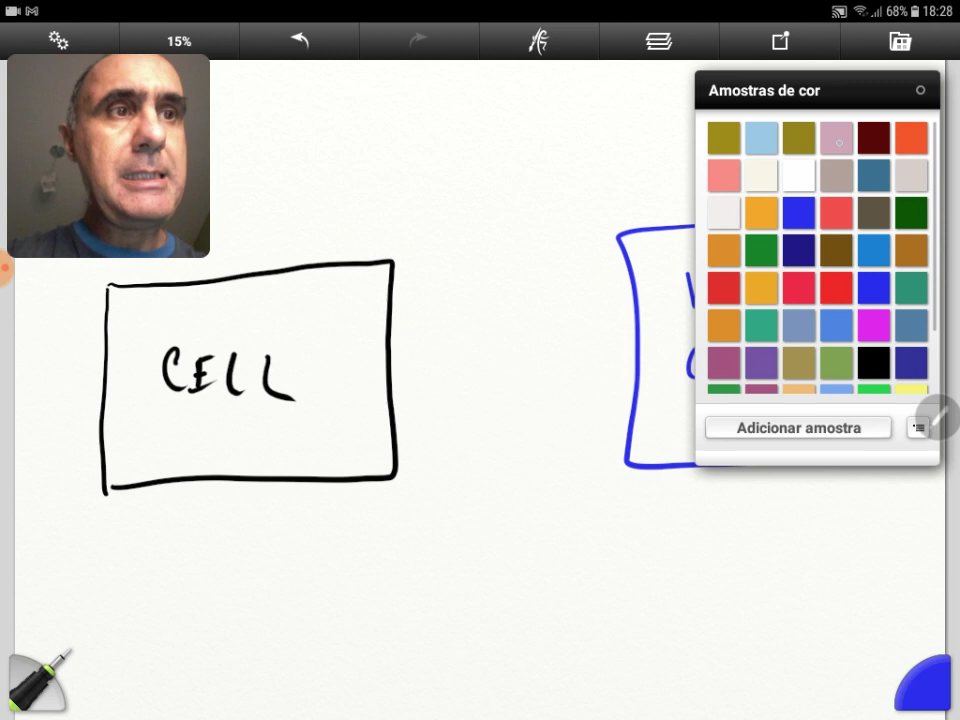 68% 18:28
15%
Amostras de cor
CELL
Adicionar amostra